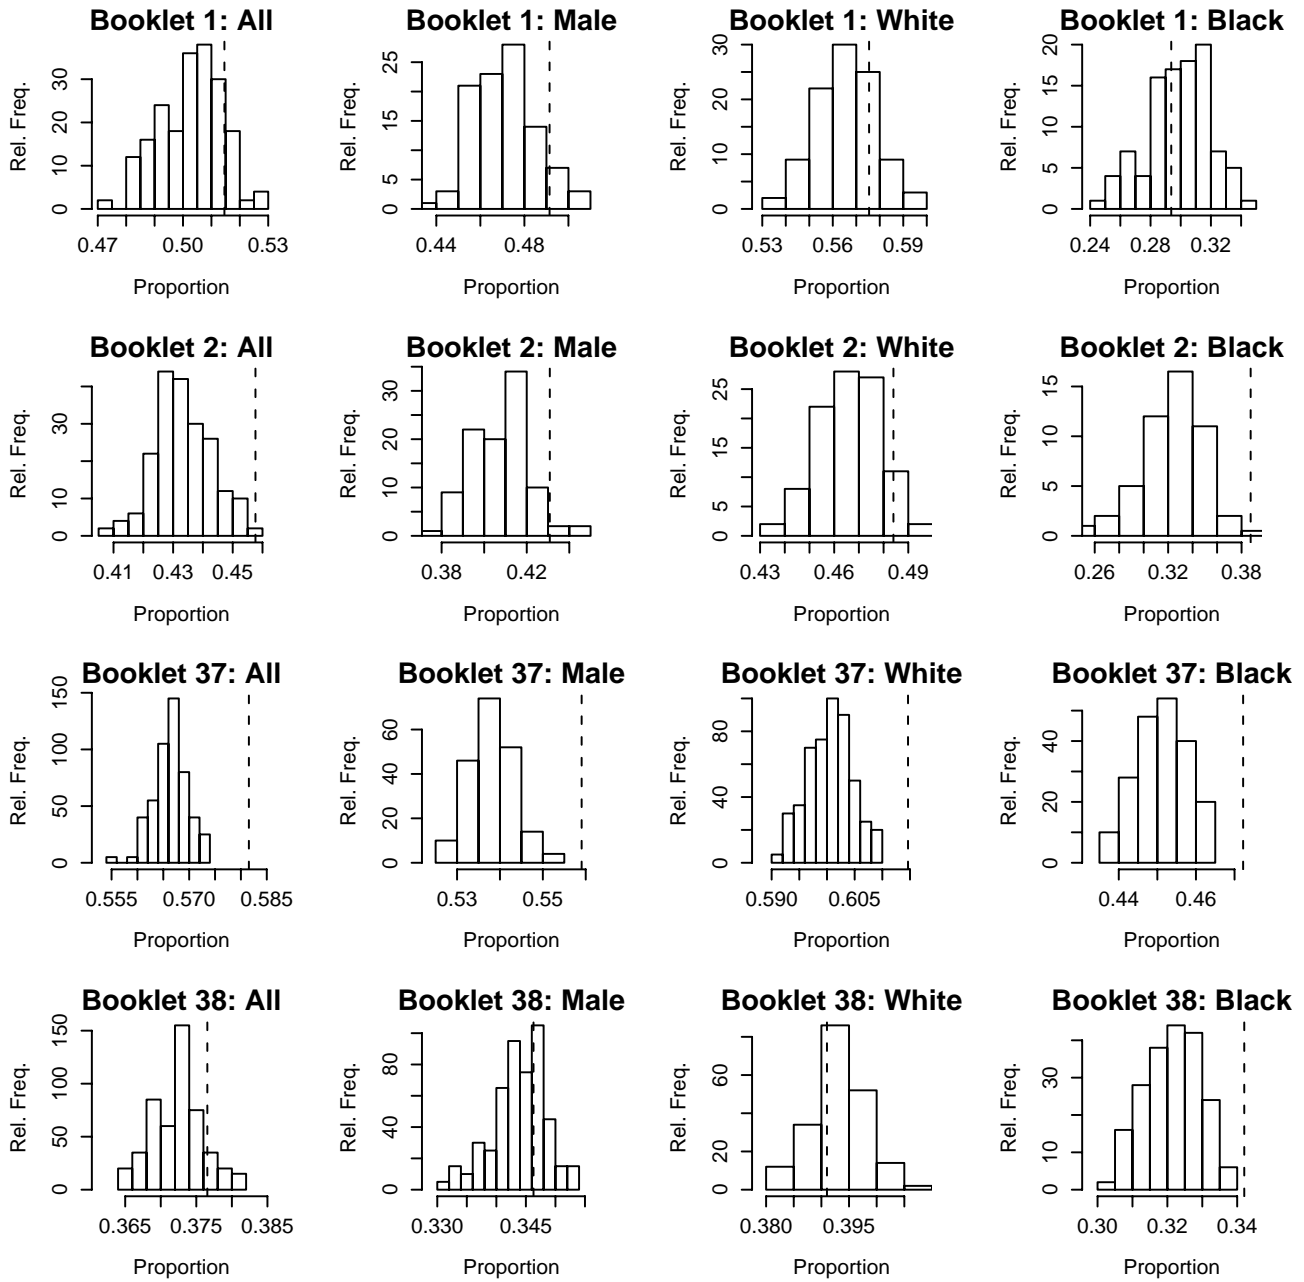 Booklet 1: All
Rel. Freq.
0 10 20 30
0.47 0.50 0.53
Proportion
Booklet 1: Male
Rel. Freq.
0 5 15 25
0.44 0.48
Proportion
Booklet 1: White
Rel. Freq.
0 10 20 30
0.53 0.56 0.59
Proportion
Booklet 1: Black
Rel. Freq.
0 5 10 15 20
0.24 0.28 0.32
Proportion
Booklet 2: All
Rel. Freq.
0 10 30
0.41 0.43 0.45
Proportion
Booklet 2: Male
Rel. Freq.
0 10 20 30
0.38 0.42
Proportion
Booklet 2: White
Rel. Freq.
0 5 15 25
0.43 0.46 0.49
Proportion
Booklet 2: Black
Rel. Freq.
0 5 10 15
0.26 0.32 0.38
Proportion
Booklet 37: All
Rel. Freq.
0 50 100 150
0.555 0.570 0.585
Proportion
Booklet 37: Male
Rel. Freq.
0 20 40 60
0.53 0.55
Proportion
Booklet 37: White
Rel. Freq.
0 40 80
0.590 0.605
Proportion
Booklet 37: Black
Rel. Freq.
0 20 40
0.44 0.46
Proportion
Booklet 38: All
Rel. Freq.
0 50 100 150
0.365 0.375 0.385
Proportion
Booklet 38: Male
Rel. Freq.
0 40 80
0.330 0.345
Proportion
Booklet 38: White
Rel. Freq.
0 20 60
0.380 0.395
Proportion
Booklet 38: Black
Rel. Freq.
0 10 30
0.30 0.32 0.34
Proportion